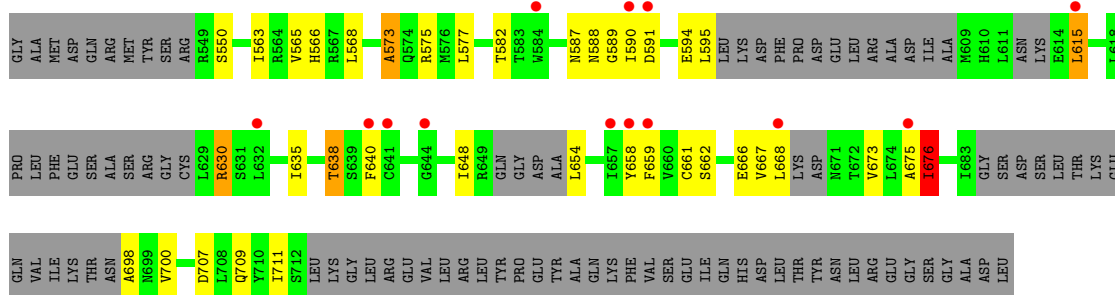 GLY ALA MET ASP GLN ARG MET TYR SER ARG R549 S550 I563 R564 V565 H566 R567 L568 A573 Q574 R575 M576 L577 T582 T583 W584 N587 N588 G589 I590 D591 E594 L595 LEU LYS ASP PHE PRO ASP GLU LEU ARG ALA ASP ILE ALA M609 H610 L611 ASN LYS E614 L615 L618
PRO LEU PHE GLU SER ALA SER ARG GLY CYS L629 R630 S631 L632 I635 T638 S639 F640 C641 G644 I648 R649 GLN GLY ASP ALA L654 I657 Y658 F659 V660 C661 S662 E666 V667 L668 LYS ASP N671 T672 V673 L674 A675 I676 I683 GLY SER ASP SER LEU THR LYS GLU
GLN VAL ILE LYS THR ASN A698 N699 V700 D707 L708 Q709 Y710 I711 S712 LEU LYS GLY LEU ARG GLU VAL LEU ARG LEU TYR PRO GLU TYR ALA GLN LYS PHE VAL SER GLU ILE GLN HIS ASP LEU THR TYR ASN LEU ARG GLU GLY SER GLY ALA ASP LEU